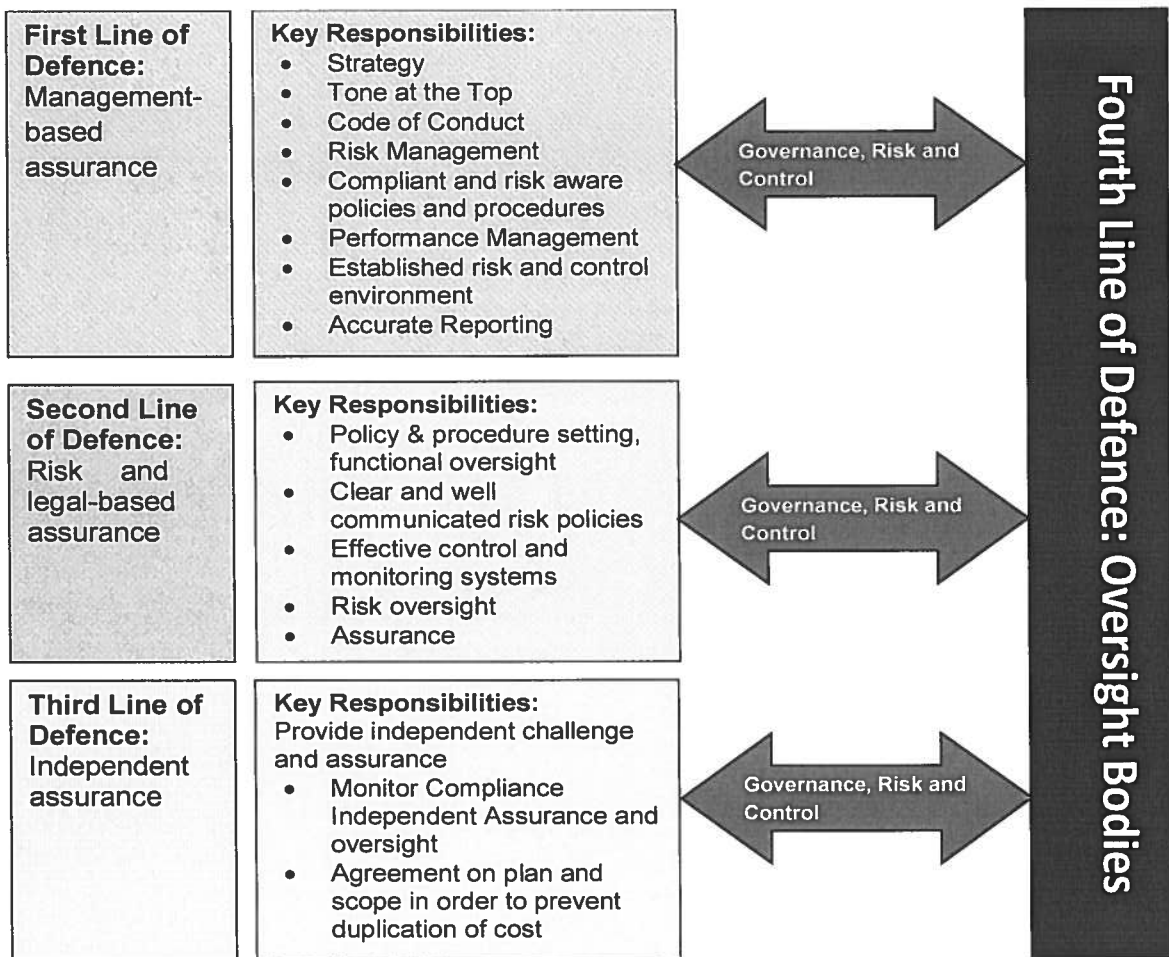 First Line of
Defence:
Management-
based
assurance
Key Responsibilities:
• Strategy
• Tone at the Top
• Code of Conduct
• Risk Management
• Compliant and risk aware
policies and procedures
• Performance Management
• Established risk and control
environment
• Accurate Reporting
Governance, Risk and
Control
Second Line
of Defence:
Risk and
legal-based
assurance
Key Responsibilities:
• Policy & procedure setting,
functional oversight
• Clear and well
communicated risk policies
• Effective control and
monitoring systems
• Risk oversight
• Assurance
Governance, Risk and
Control
Third Line of
Defence:
Independent
assurance
Key Responsibilities:
Provide independent challenge
and assurance
• Monitor Compliance
Independent Assurance and
oversight
• Agreement on plan and
scope in order to prevent
duplication of cost
Governance, Risk and
Control
Fourth Line of Defence: Oversight Bodies